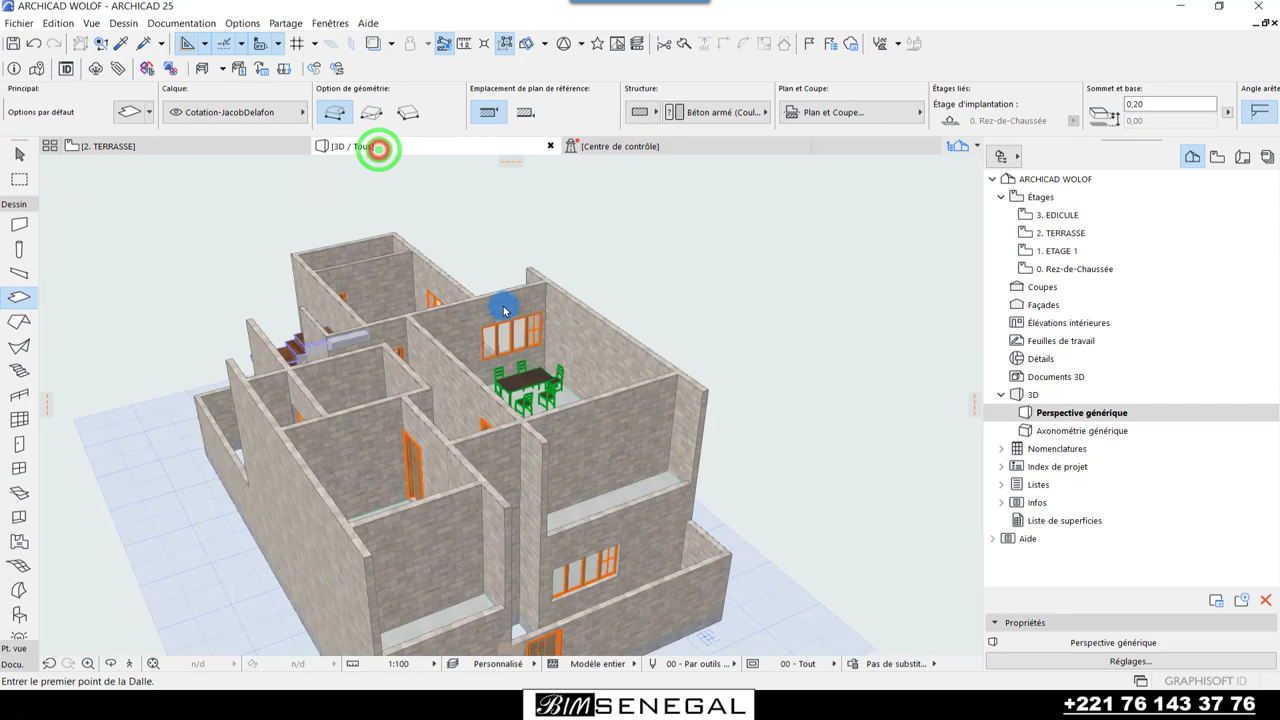 ARCHICAD WOLOF - ARCHICAD 25
Fichier Edition Vue Dessin Documentation Options Partage Fenêtres Aide
Principal: Option de géométrie: Emplacement de plan de référence: Structure: Plan et Coupe: Étages liés: Sommet et base: Angle arête
Options par défaut Cotation-JacobDelafon Béton armé (Coul... Plan et Coupe... Étage d'implantation : 0. Rez-de-Chaussée 0,20 0,00
[2. TERRASSE] [3D / Tous] [Centre de contrôle]
Dessin
ARCHICAD WOLOF
Étages
3. EDICULE
2. TERRASSE
1. ETAGE 1
0. Rez-de-Chaussée
Coupes
Façades
Élévations intérieures
Feuilles de travail
Détails
Documents 3D
3D
Perspective générique
Axonométrie générique
Nomenclatures
Index de projet
Listes
Infos
Liste de superficies
Aide
Propriétés
Perspective générique
Réglages...
Pt. vue
Docu.
n/d n/d 1:100 Personnalisé Modèle entier 00 - Par outils ... 00 - Tout Pas de substit...
Entrer le premier point de la Dalle.
GRAPHISOFT ID
BIMSENEGAL
+221 76 143 37 76